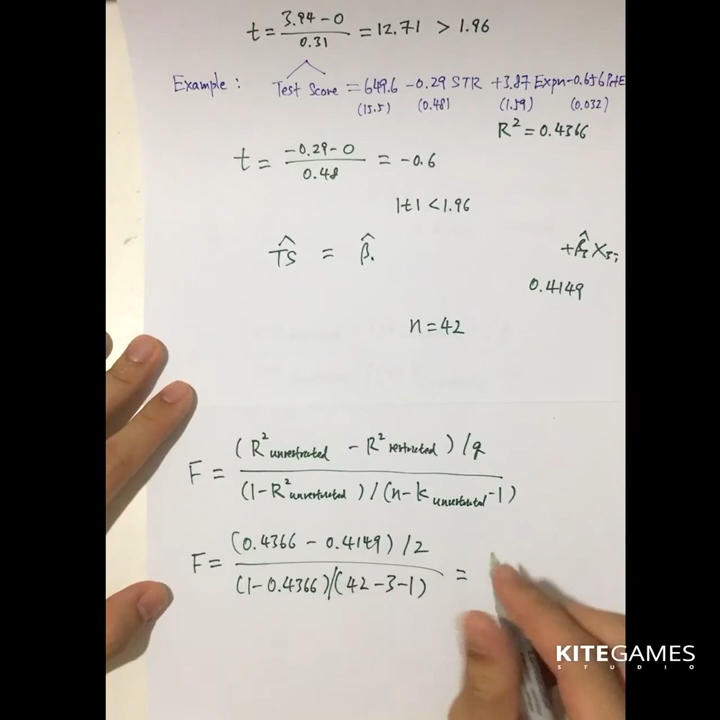 t = 3.94 - 0 / 0.31 = 12.71 > 1.96
Example : Test Score = 649.6 - 0.29 STR + 3.87 Expn - 0.656 PctE
(15.5) (0.48) (1.59) (0.032)
R² = 0.4366
t = -0.29 - 0 / 0.48 = -0.6
|t| < 1.96
T̂S = β̂. + β̂₃ X₃ᵢ
0.4149
n = 42
F = (R² unrestricted - R² restricted) / q / (1 - R² unrestricted) / (n - k unrestricted - 1)
F = (0.4366 - 0.4149) / 2 / (1 - 0.4366) / (42 - 3 - 1) =
KITEGAMES
STUDIO